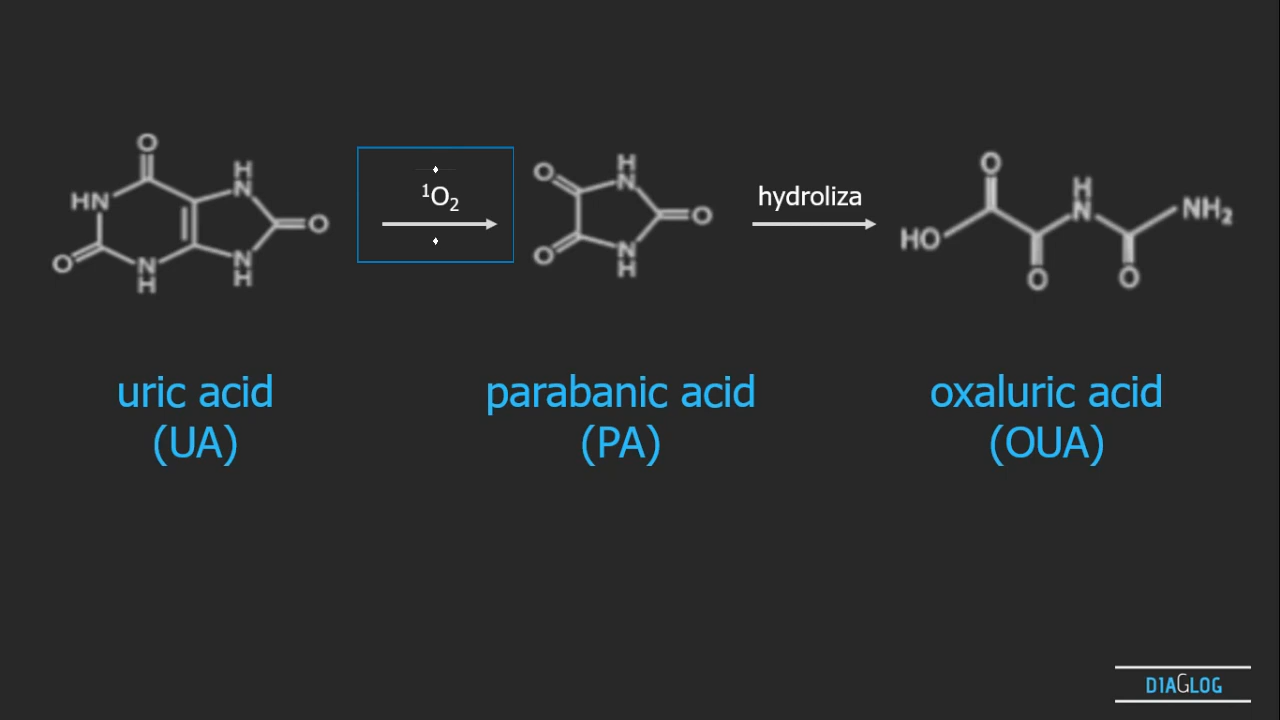 O
HN
O
N
H
H
N
O
N
H
¹O₂
O
H
N
O
O
N
H
hydroliza
O
HO
O
H
N
O
NH₂
uric acid
(UA)
parabanic acid
(PA)
oxaluric acid
(OUA)
DIAGLOG